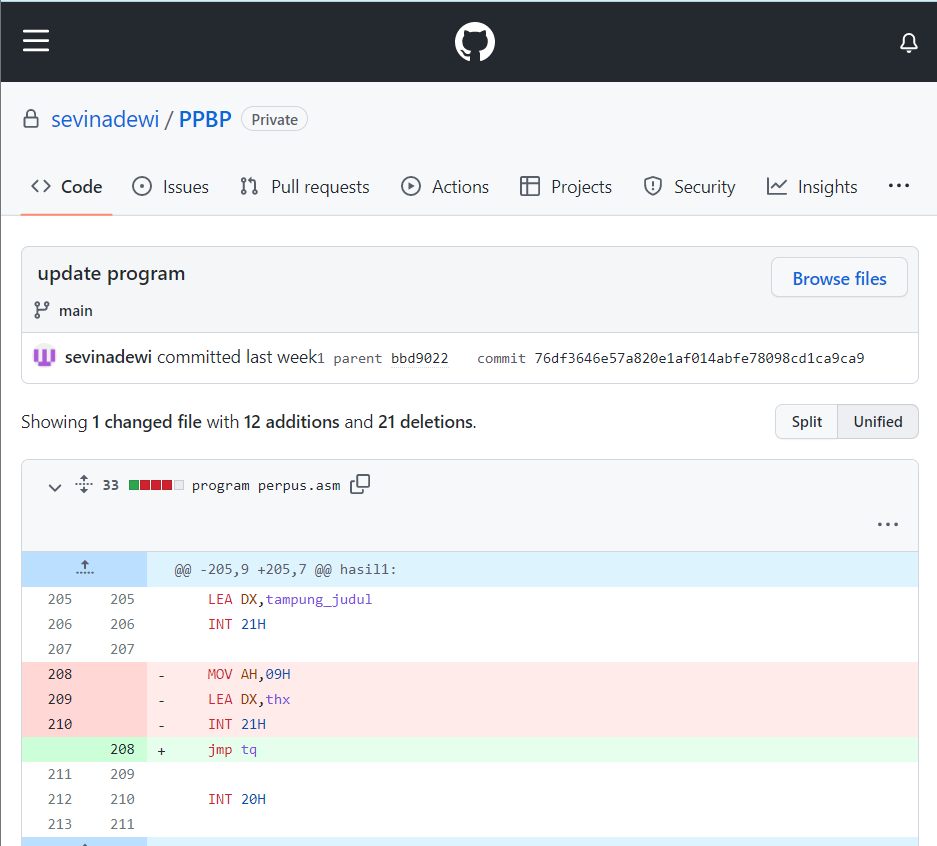 sevinadewi / PPBP Private
Code Issues Pull requests Actions Projects Security Insights ...
update program
Browse files
main
sevinadewi committed last week 1 parent bbd9022 commit 76df3646e57a820e1af014abfe78098cd1ca9ca9
Showing 1 changed file with 12 additions and 21 deletions.
Split Unified
33 program perpus.asm
...
@@ -205,9 +205,7 @@ hasil1:
205 205 LEA DX,tampung_judul
206 206 INT 21H
207 207
208 - MOV AH,09H
209 - LEA DX,thx
210 - INT 21H
208 + jmp tq
211 209
212 210 INT 20H
213 211